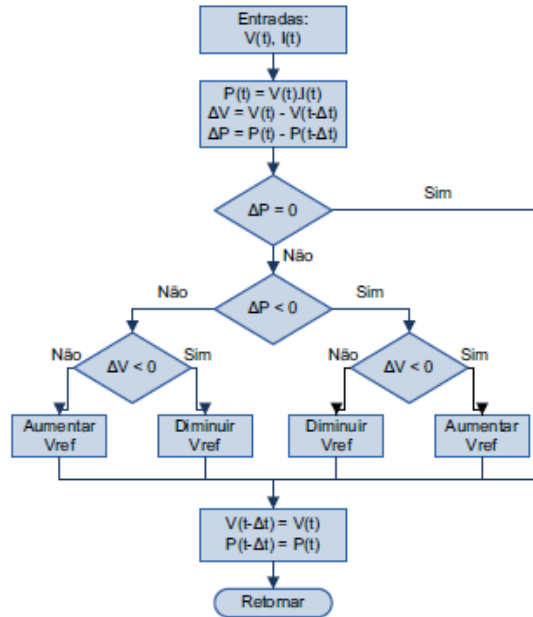 Entradas:
V(t), I(t)
P(t) = V(t).I(t)
ΔV = V(t) - V(t-Δt)
ΔP = P(t) - P(t-Δt)
ΔP = 0
Sim
Não
Não
ΔP < 0
Sim
Não
ΔV < 0
Sim
Não
ΔV < 0
Sim
Aumentar
Vref
Diminuir
Vref
Diminuir
Vref
Aumentar
Vref
V(t-Δt) = V(t)
P(t-Δt) = P(t)
Retornar